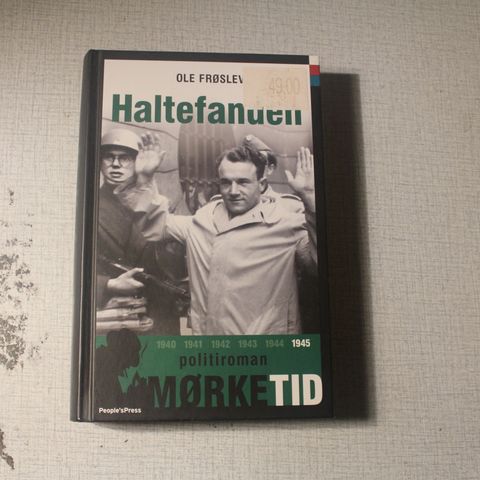 OLE FRØSLEV
49.00
Haltefanden
1940 1941 1942 1943 1944 1945
politiroman
MØRKETID
People'sPress